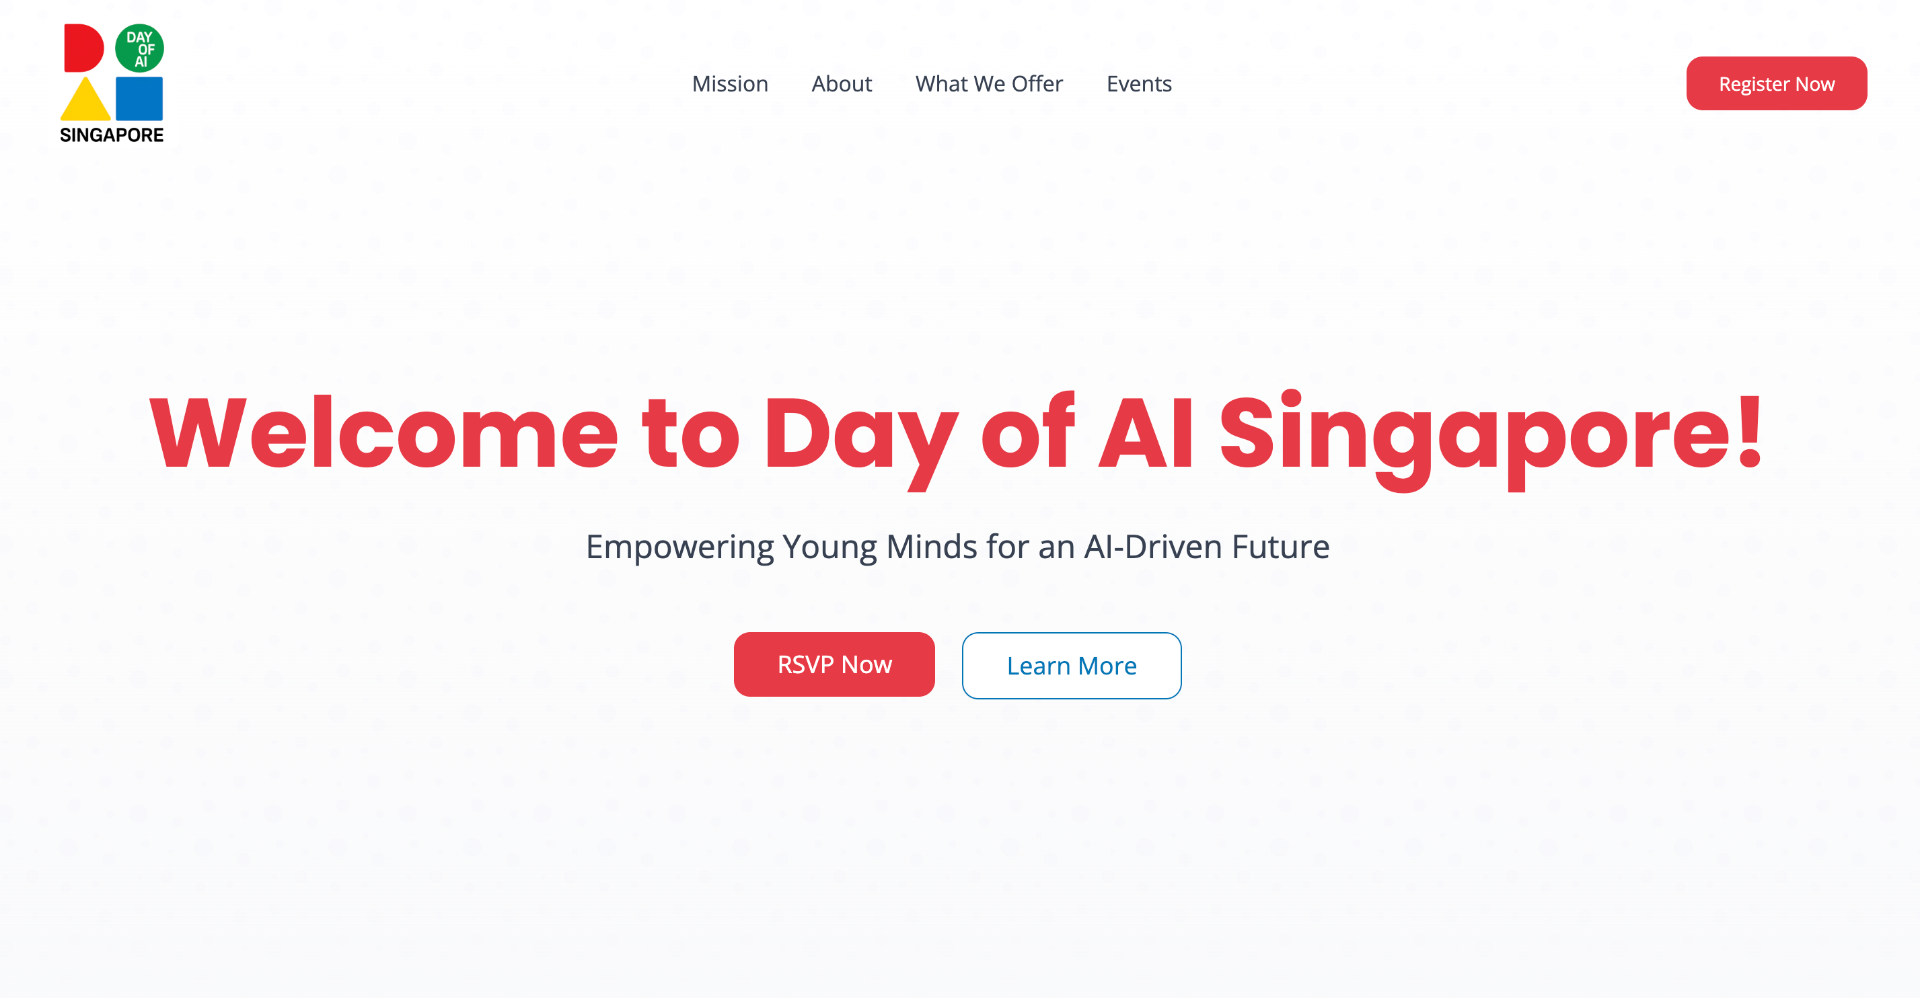 DAY
OF
AI
SINGAPORE
Mission
About
What We Offer
Events
Register Now
Welcome to Day of AI Singapore!
Empowering Young Minds for an AI-Driven Future
RSVP Now
Learn More